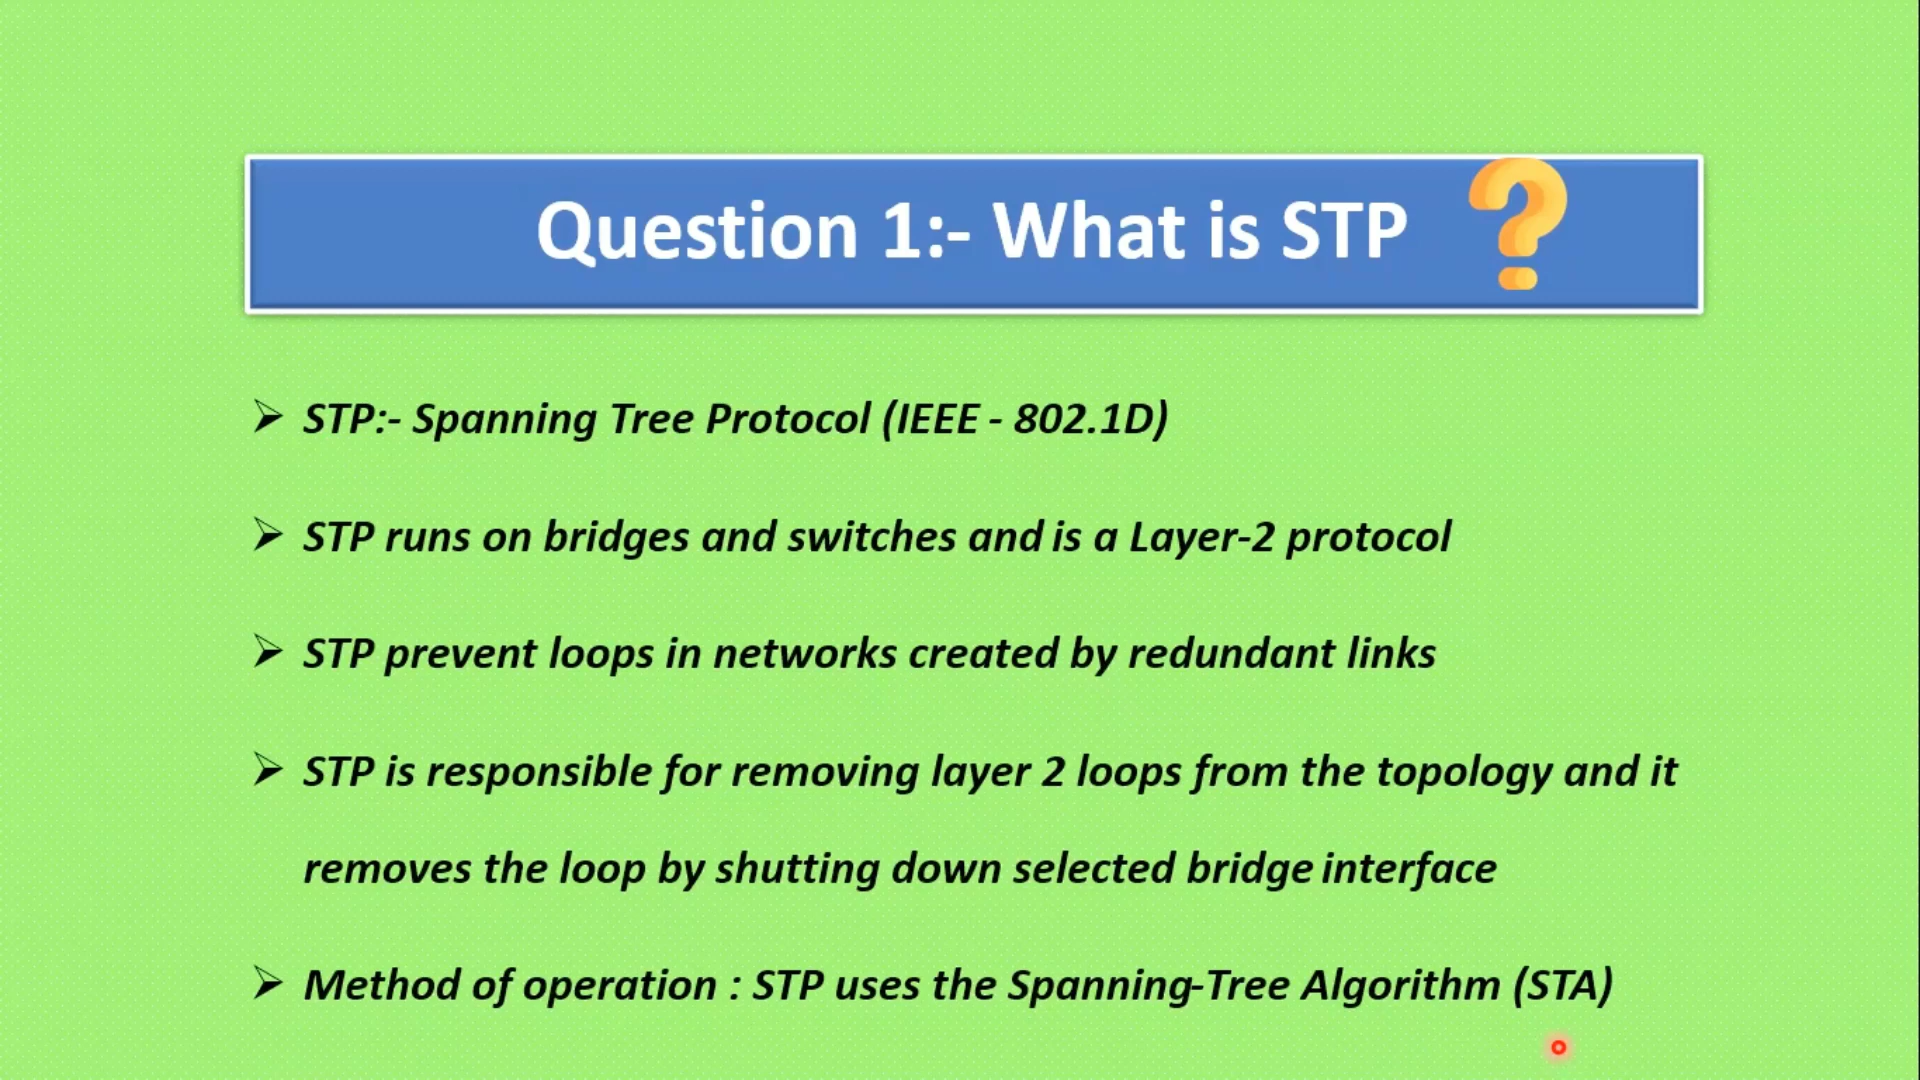 Question 1:- What is STP ?
➢ STP:- Spanning Tree Protocol (IEEE - 802.1D)
➢ STP runs on bridges and switches and is a Layer-2 protocol
➢ STP prevent loops in networks created by redundant links
➢ STP is responsible for removing layer 2 loops from the topology and it
removes the loop by shutting down selected bridge interface
➢ Method of operation : STP uses the Spanning-Tree Algorithm (STA)